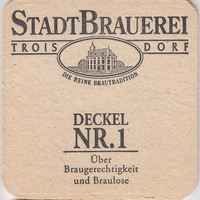 STADTBRAUEREI
TROIS DORF
DIE REINE BRAUTRADITION
DECKEL
NR.1
Über
Braugerechtigkeit
und Braulose